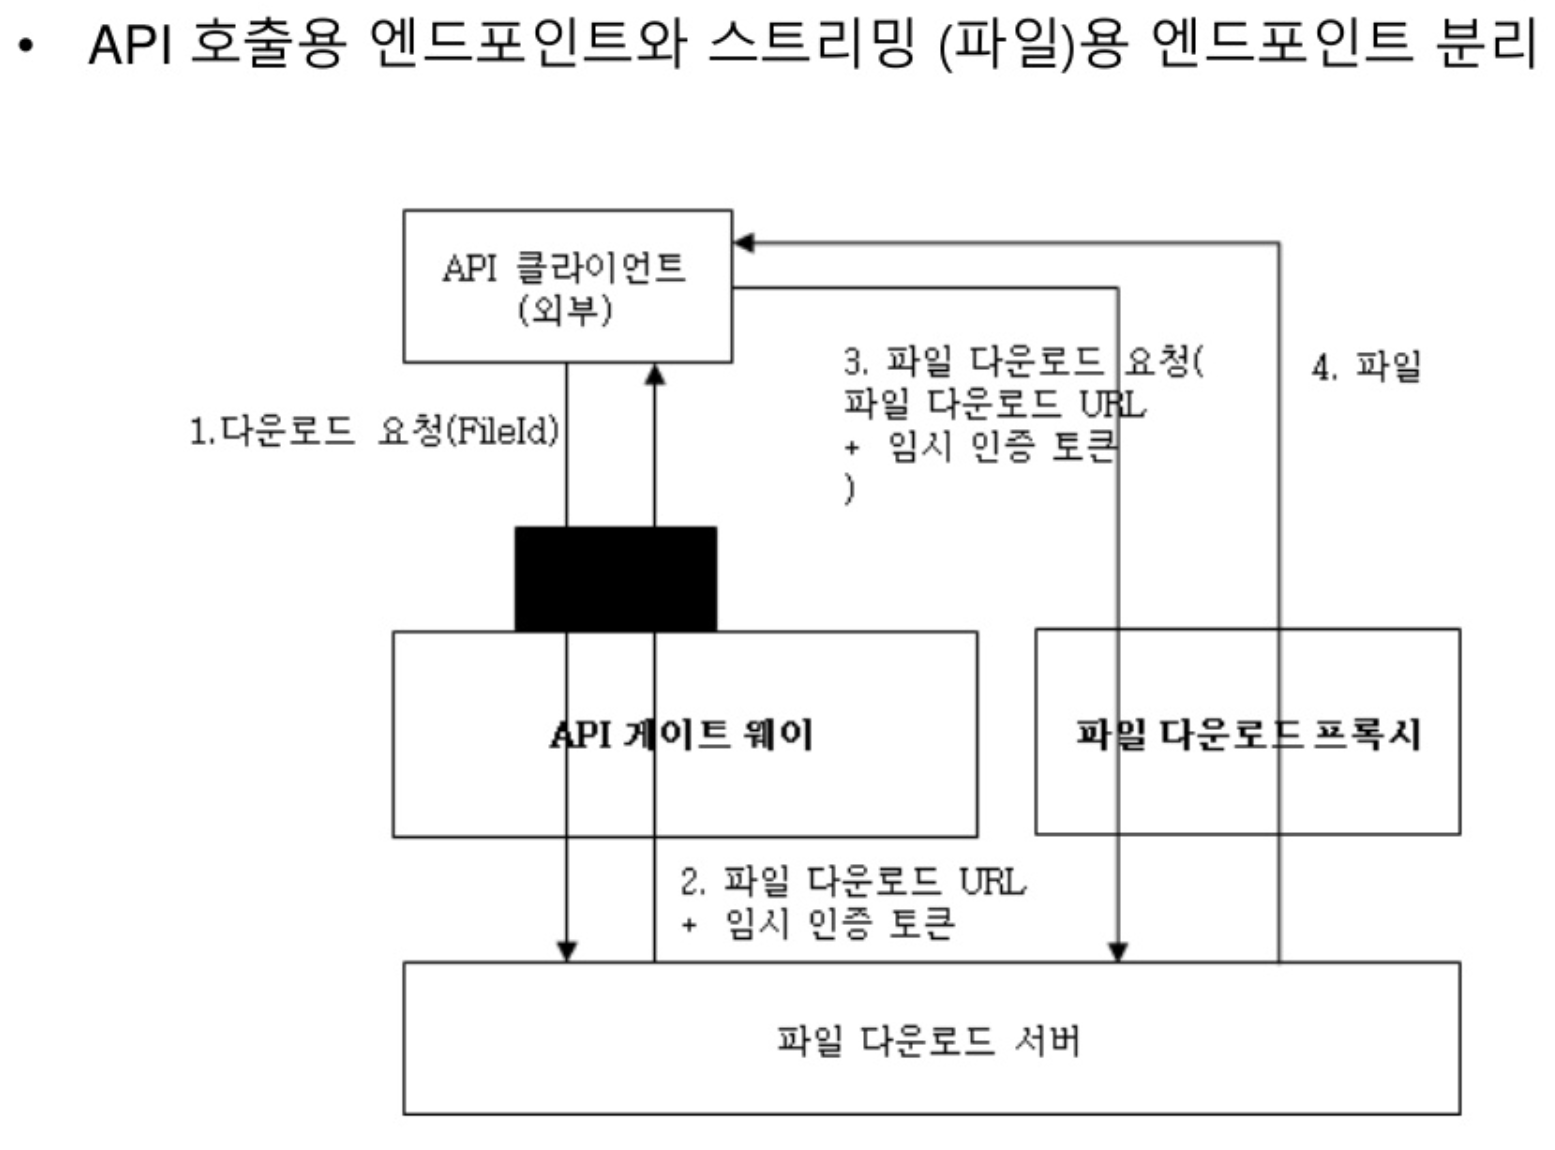 • API 호출용 엔드포인트와 스트리밍 (파일)용 엔드포인트 분리
API 클라이언트
(외부)
1.다운로드 요청(FileId)
3. 파일 다운로드 요청(
파일 다운로드 URL
+ 임시 인증 토큰
)
4. 파일
API 게이트 웨이
파일 다운로드 프록시
2. 파일 다운로드 URL
+ 임시 인증 토큰
파일 다운로드 서버